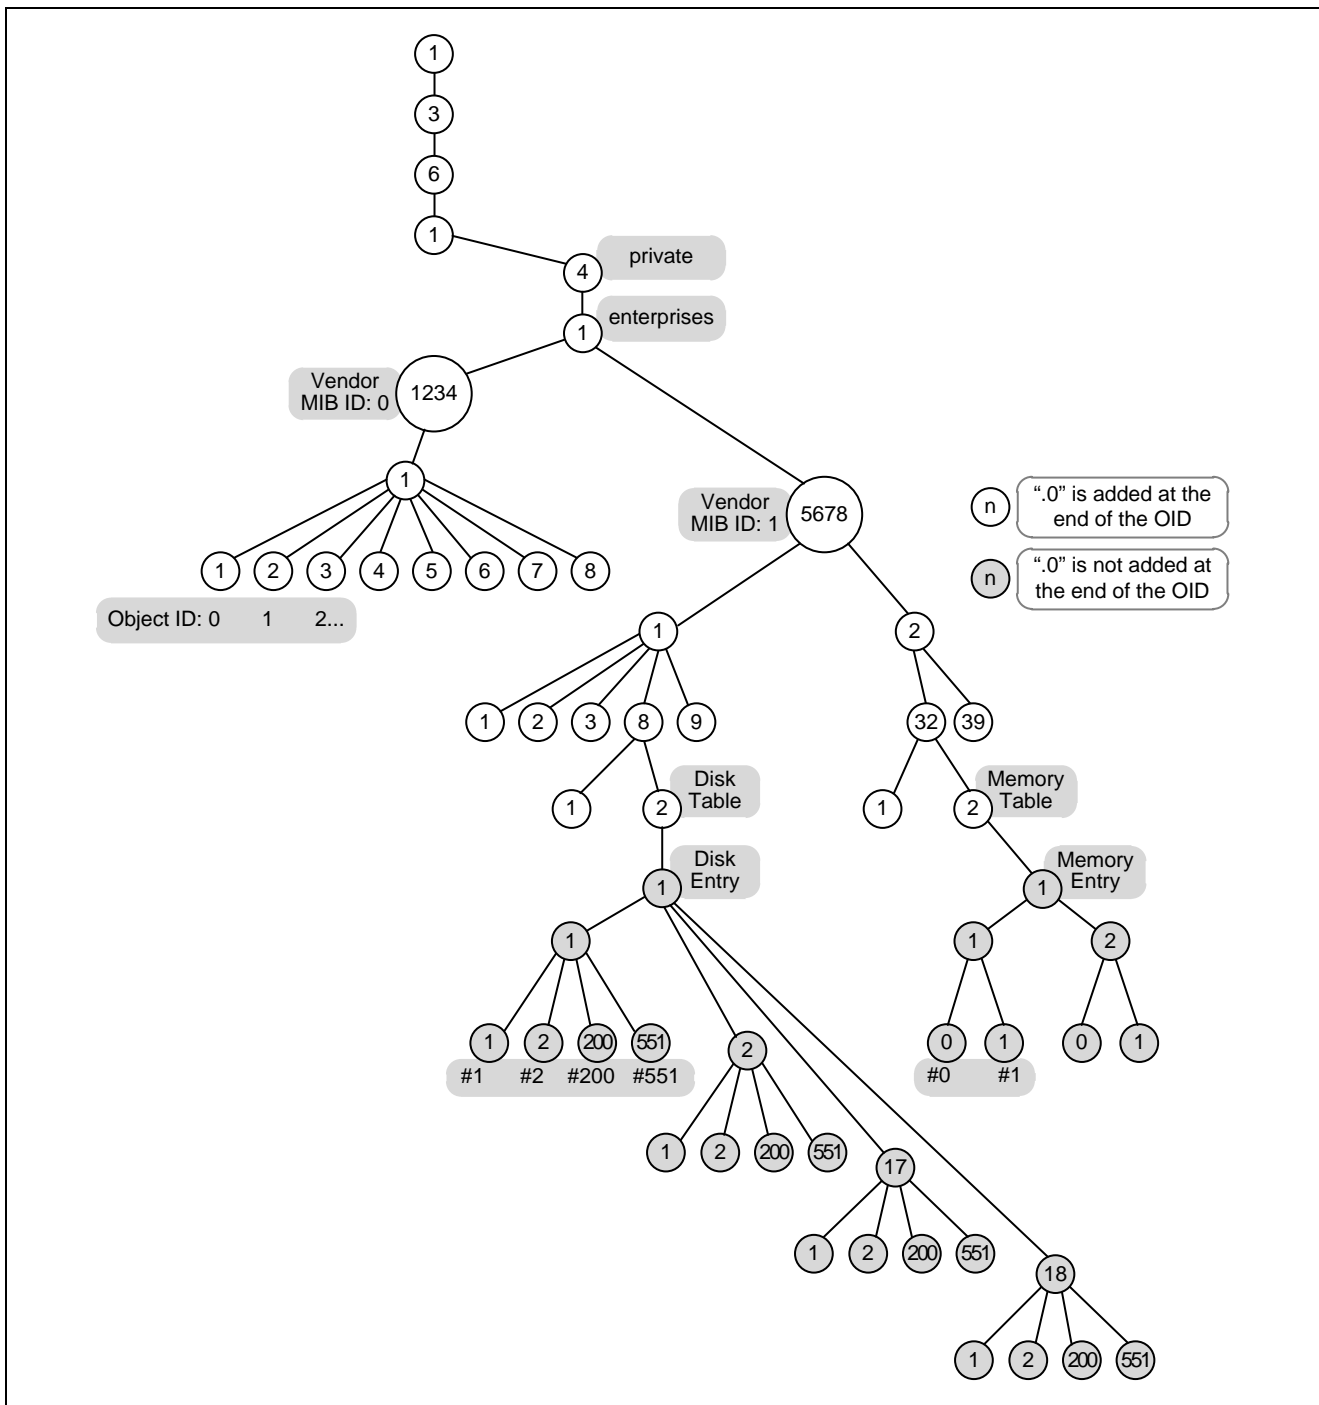 1
3
6
1
private
4
enterprises
1
Vendor
MIB ID: 0
1234
1
Vendor
MIB ID: 1
5678
n
“.0” is added at the
end of the OID
1 2 3 4 5 6 7 8
n
“.0” is not added at
the end of the OID
Object ID: 0 1 2...
1 2
1 2 3 8 9 32 39
Disk
Table
Memory
Table
1 2 1 2
Disk
Entry
Memory
Entry
1 1
1 1 2
1 2 200 551 0 1 0 1
2
#1 #2 #200 #551 #0 #1
1 2 200 551
17
1 2 200 551
18
1 2 200 551